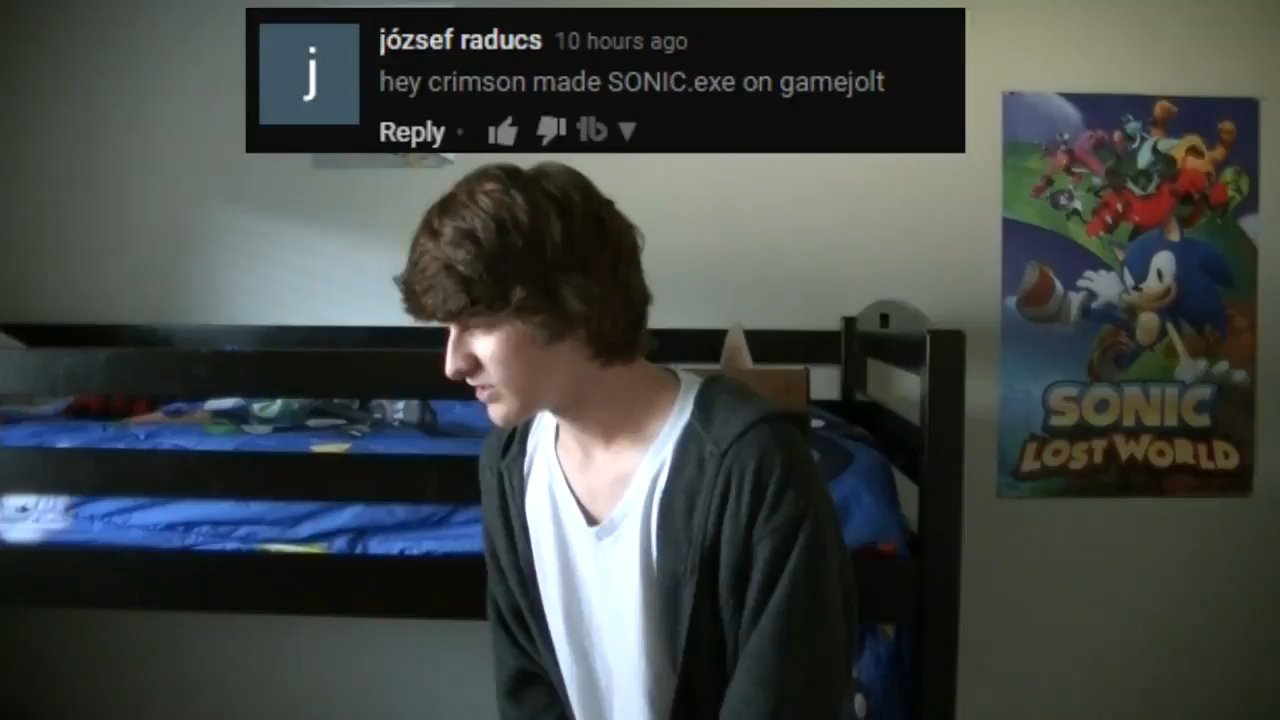 j
józsef raducs 10 hours ago
hey crimson made SONIC.exe on gamejolt
Reply
SONIC
LOST WORLD